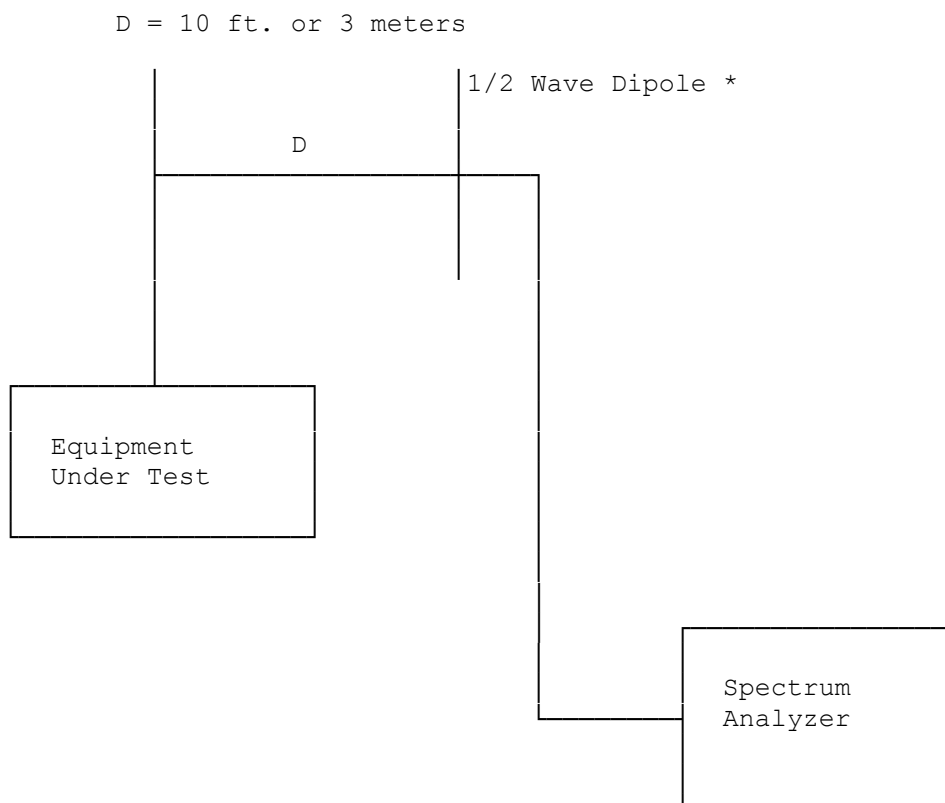 D = 10 ft. or 3 meters
1/2 Wave Dipole *
D
Equipment
Under Test
Spectrum
Analyzer